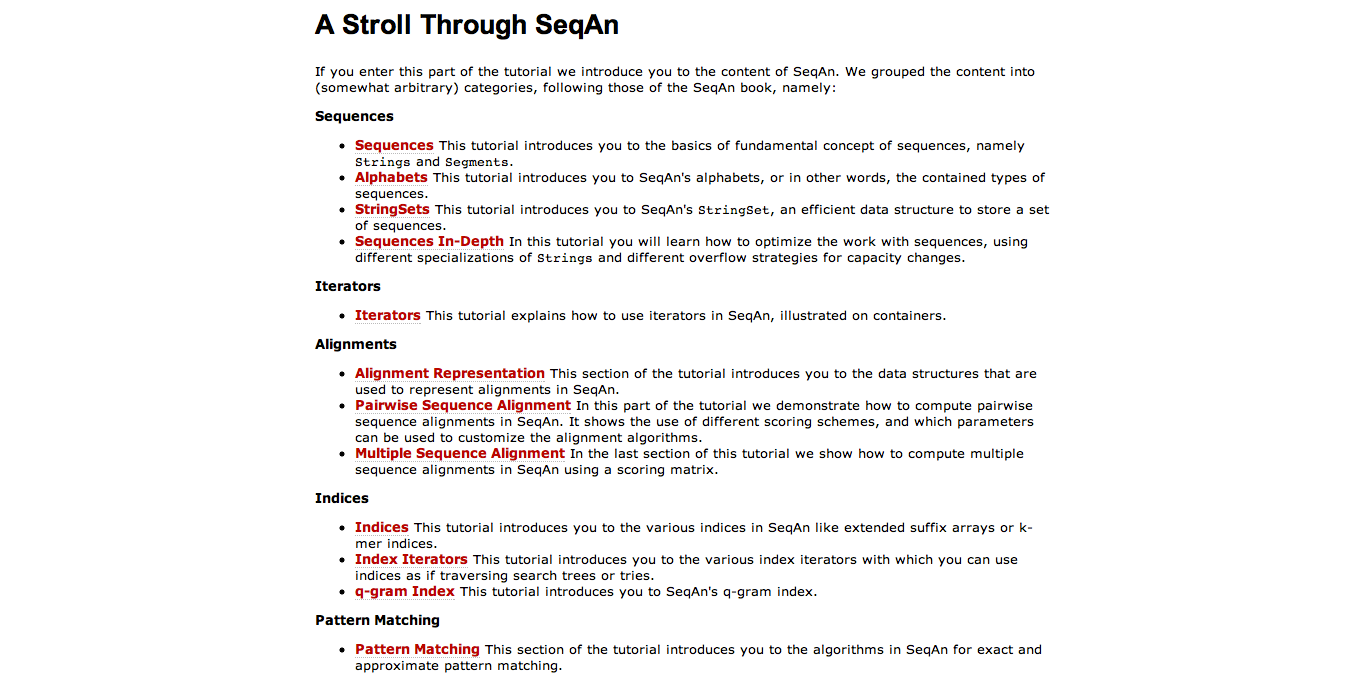 A Stroll Through SeqAn
If you enter this part of the tutorial we introduce you to the content of SeqAn. We grouped the content into
(somewhat arbitrary) categories, following those of the SeqAn book, namely:
Sequences
• Sequences This tutorial introduces you to the basics of fundamental concept of sequences, namely
Strings and Segments.
• Alphabets This tutorial introduces you to SeqAn's alphabets, or in other words, the contained types of
sequences.
• StringSets This tutorial introduces you to SeqAn's StringSet, an efficient data structure to store a set
of sequences.
• Sequences In-Depth In this tutorial you will learn how to optimize the work with sequences, using
different specializations of Strings and different overflow strategies for capacity changes.
Iterators
• Iterators This tutorial explains how to use iterators in SeqAn, illustrated on containers.
Alignments
• Alignment Representation This section of the tutorial introduces you to the data structures that are
used to represent alignments in SeqAn.
• Pairwise Sequence Alignment In this part of the tutorial we demonstrate how to compute pairwise
sequence alignments in SeqAn. It shows the use of different scoring schemes, and which parameters
can be used to customize the alignment algorithms.
• Multiple Sequence Alignment In the last section of this tutorial we show how to compute multiple
sequence alignments in SeqAn using a scoring matrix.
Indices
• Indices This tutorial introduces you to the various indices in SeqAn like extended suffix arrays or k-
mer indices.
• Index Iterators This tutorial introduces you to the various index iterators with which you can use
indices as if traversing search trees or tries.
• q-gram Index This tutorial introduces you to SeqAn's q-gram index.
Pattern Matching
• Pattern Matching This section of the tutorial introduces you to the algorithms in SeqAn for exact and
approximate pattern matching.